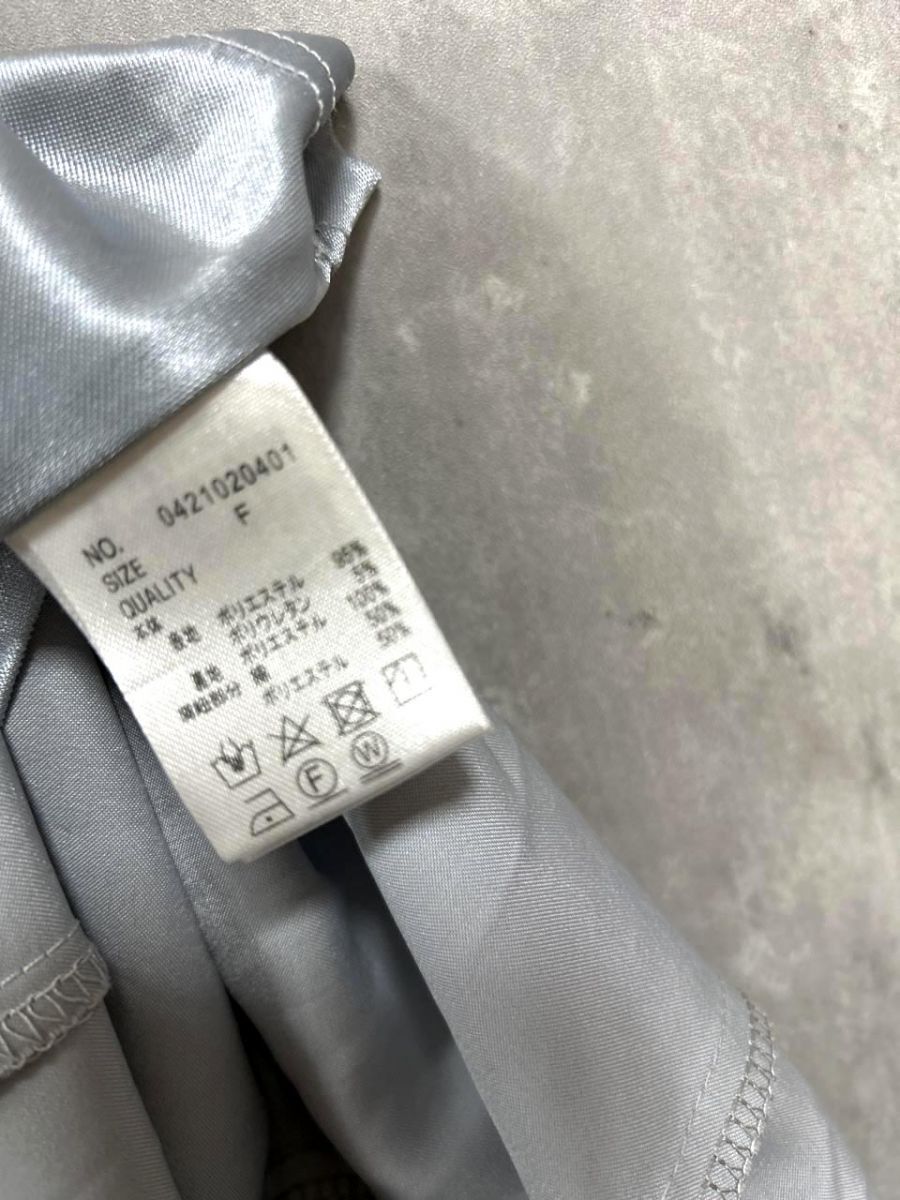 NO. 0421020401
SIZE F
QUALITY
本体 表地 ポリエステル 95%
ポリウレタン 5%
裏地 ポリエステル 100%
綿 50%
ポリエステル 50%
F W